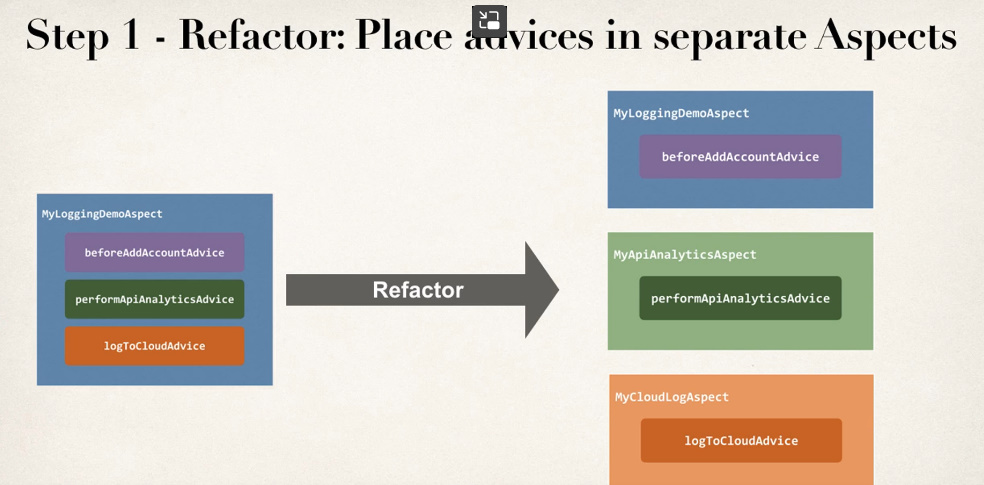 Step 1 - Refactor: Place advices in separate Aspects
MyLoggingDemoAspect
beforeAddAccountAdvice
performApiAnalyticsAdvice
logToCloudAdvice
Refactor
MyLoggingDemoAspect
beforeAddAccountAdvice
MyApiAnalyticsAspect
performApiAnalyticsAdvice
MyCloudLogAspect
logToCloudAdvice